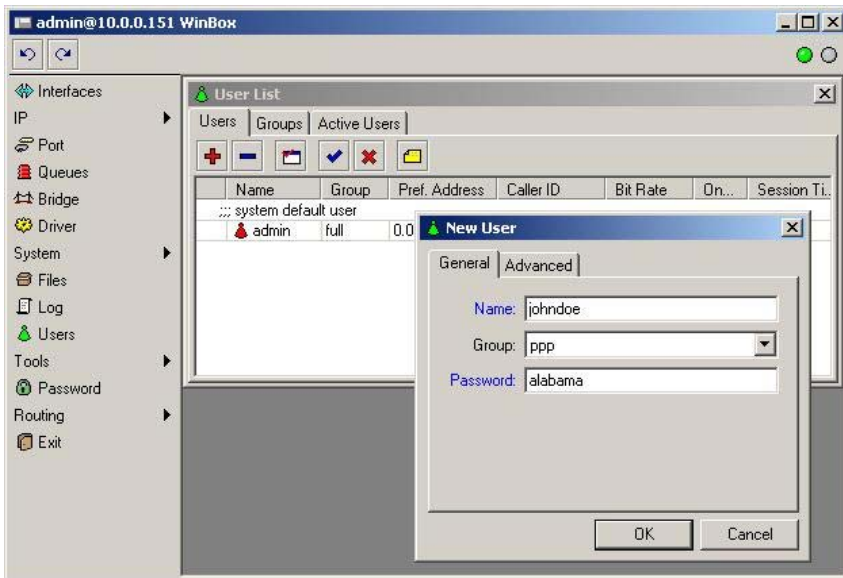 admin@10.0.0.151 WinBox
Interfaces
IP
Port
Queues
Bridge
Driver
System
Files
Log
Users
Tools
Password
Routing
Exit
User List
Users Groups Active Users
Name Group Pref. Address Caller ID Bit Rate On... Session Ti...
;;; system default user
admin full 0.0
New User
General Advanced
Name: johndoe
Group: ppp
Password: alabama
OK Cancel